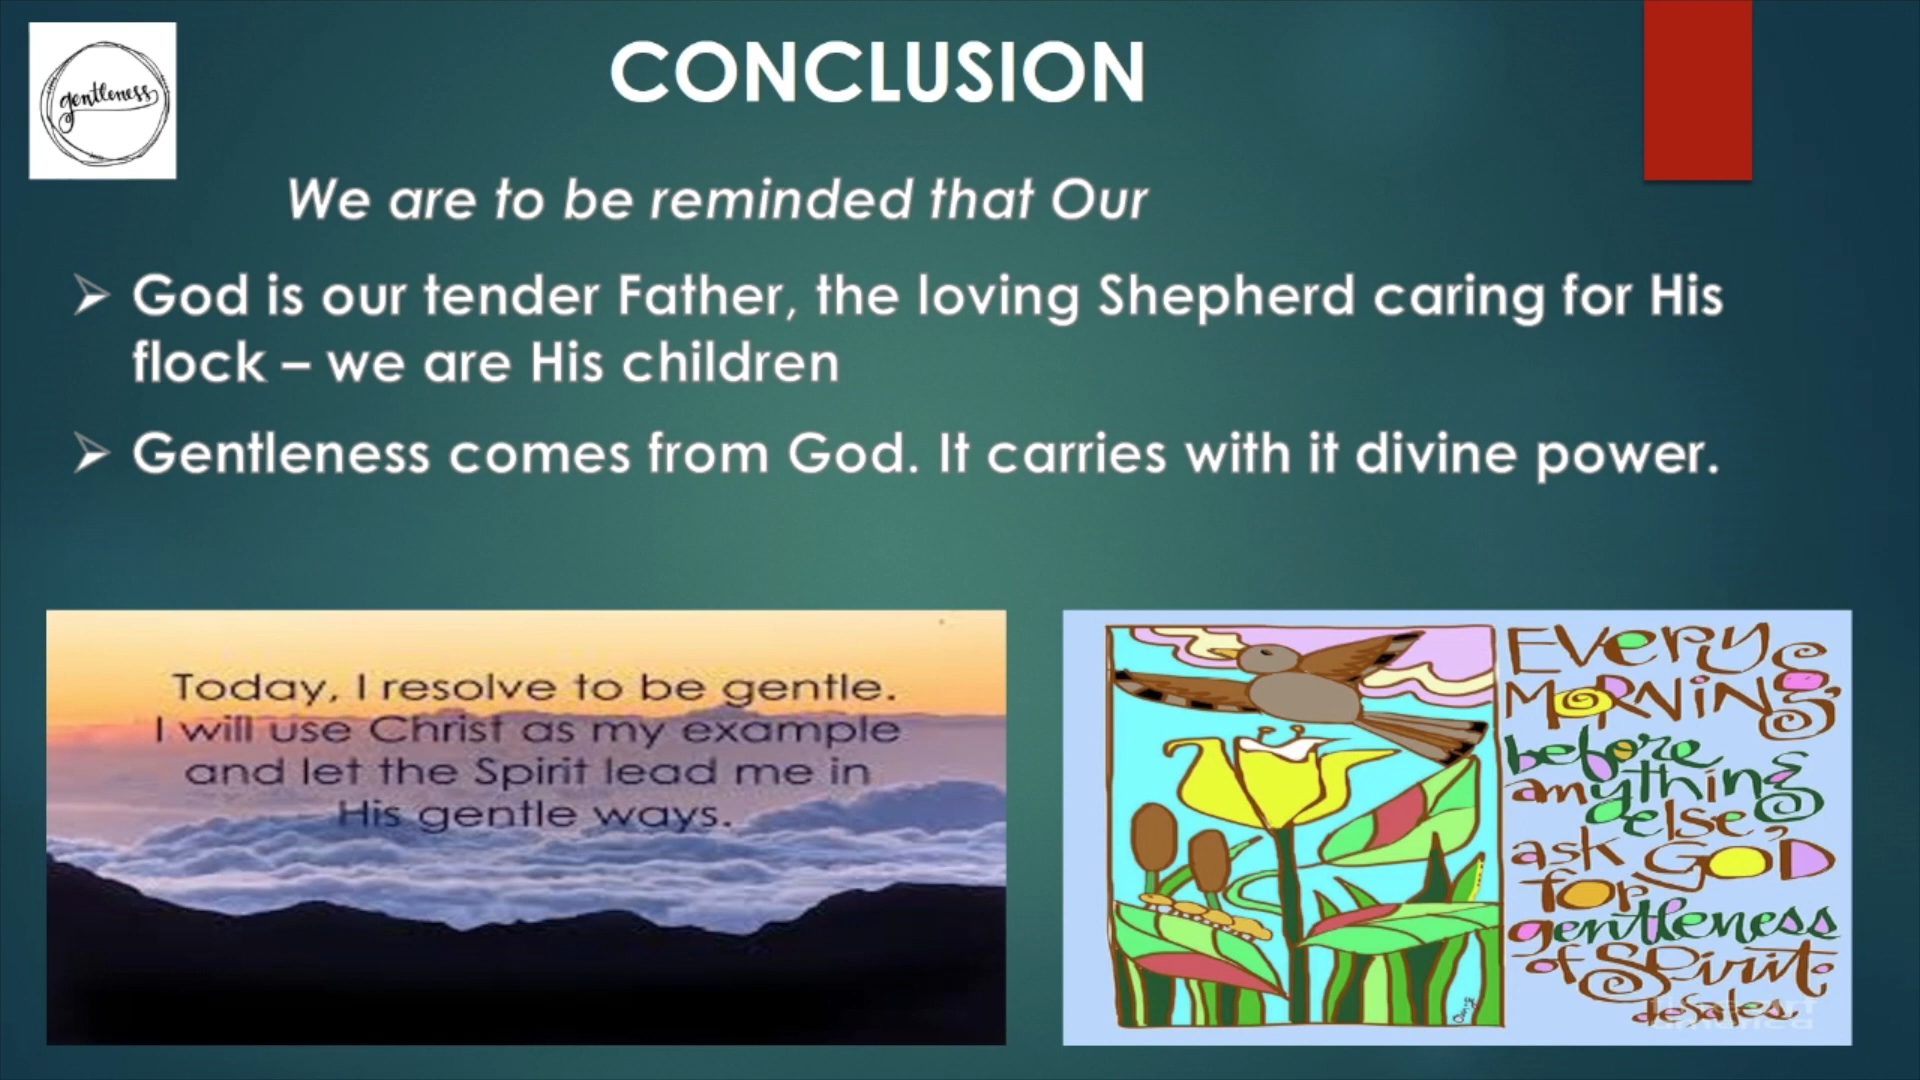 gentleness
CONCLUSION
We are to be reminded that Our
➢ God is our tender Father, the loving Shepherd caring for His
flock – we are His children
➢ Gentleness comes from God. It carries with it divine power.
Today, I resolve to be gentle.
I will use Christ as my example
and let the Spirit lead me in
His gentle ways.
EVERY
MORNING,
before
anything
else,
ask GOD
for
gentleness
of Spirit.
deSales